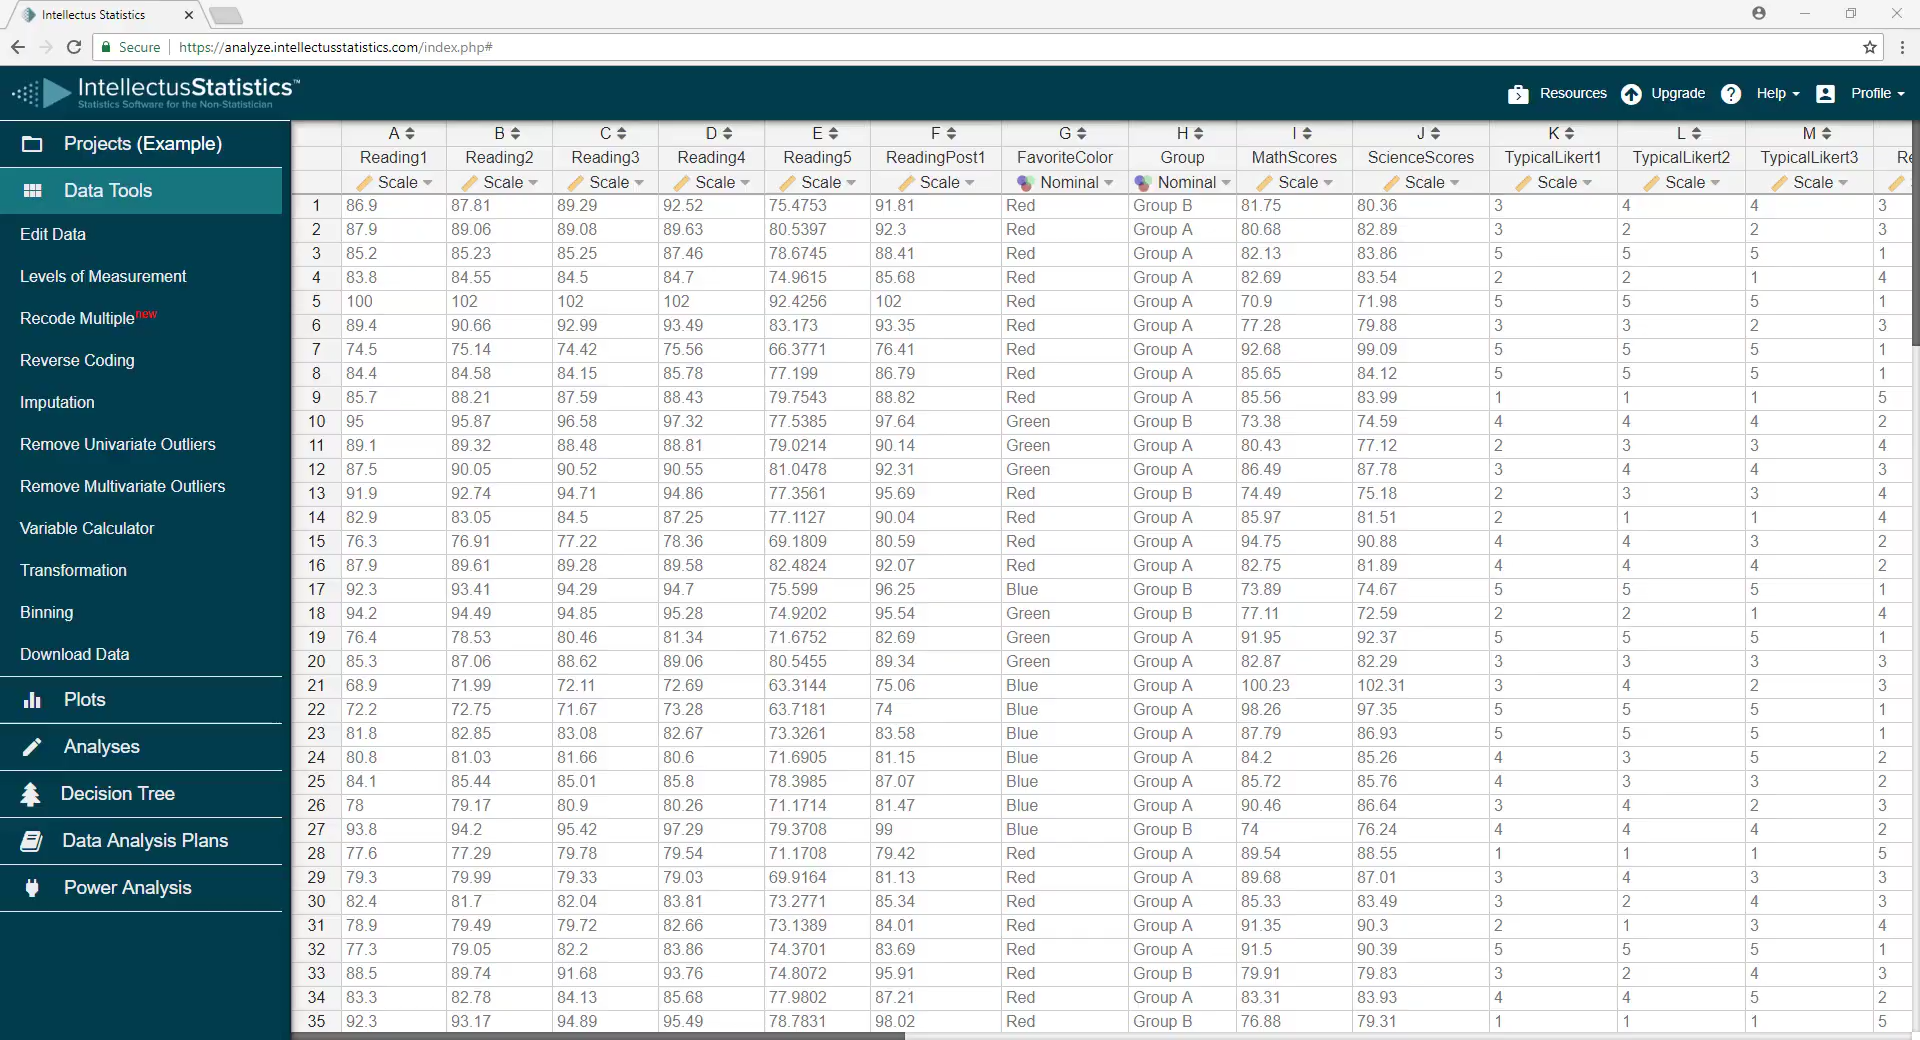 Intellectus Statistics
Secure https://analyze.intellectusstatistics.com/index.php#
IntellectusStatistics™
Statistics Software for the Non-Statistician
Resources Upgrade ? Help Profile
Projects (Example)
Data Tools
Edit Data
Levels of Measurement
Recode Multiple new
Reverse Coding
Imputation
Remove Univariate Outliers
Remove Multivariate Outliers
Variable Calculator
Transformation
Binning
Download Data
Plots
Analyses
Decision Tree
Data Analysis Plans
Power Analysis
A B C D E F G H I J K L M
Reading1 Reading2 Reading3 Reading4 Reading5 ReadingPost1 FavoriteColor Group MathScores ScienceScores TypicalLikert1 TypicalLikert2 TypicalLikert3 Re
Scale Scale Scale Scale Scale Scale Nominal Nominal Scale Scale Scale Scale Scale
1 86.9 87.81 89.29 92.52 75.4753 91.81 Red Group B 81.75 80.36 3 4 4 3
2 87.9 89.06 89.08 89.63 80.5397 92.3 Red Group A 80.68 82.89 3 2 2 3
3 85.2 85.23 85.25 87.46 78.6745 88.41 Red Group A 82.13 83.86 5 5 5 1
4 83.8 84.55 84.5 84.7 74.9615 85.68 Red Group A 82.69 83.54 2 2 1 4
5 100 102 102 102 92.4256 102 Red Group A 70.9 71.98 5 5 5 1
6 89.4 90.66 92.99 93.49 83.173 93.35 Red Group A 77.28 79.88 3 3 2 3
7 74.5 75.14 74.42 75.56 66.3771 76.41 Red Group A 92.68 99.09 5 5 5 1
8 84.4 84.58 84.15 85.78 77.199 86.79 Red Group A 85.65 84.12 5 5 5 1
9 85.7 88.21 87.59 88.43 79.7543 88.82 Red Group A 85.56 83.99 1 1 1 5
10 95 95.87 96.58 97.32 77.5385 97.64 Green Group B 73.38 74.59 4 4 4 2
11 89.1 89.32 88.48 88.81 79.0214 90.14 Green Group A 80.43 77.12 2 3 3 4
12 87.5 90.05 90.52 90.55 81.0478 92.31 Green Group A 86.49 87.78 3 4 4 3
13 91.9 92.74 94.71 94.86 77.3561 95.69 Red Group B 74.49 75.18 2 3 3 4
14 82.9 83.05 84.5 87.25 77.1127 90.04 Red Group A 85.97 81.51 2 1 1 4
15 76.3 76.91 77.22 78.36 69.1809 80.59 Red Group A 94.75 90.88 4 4 3 2
16 87.9 89.61 89.28 89.58 82.4824 92.07 Red Group A 82.75 81.89 4 4 4 2
17 92.3 93.41 94.29 94.7 75.599 96.25 Blue Group B 73.89 74.67 5 5 5 1
18 94.2 94.49 94.85 95.28 74.9202 95.54 Green Group B 77.11 72.59 2 2 1 4
19 76.4 78.53 80.46 81.34 71.6752 82.69 Green Group A 91.95 92.37 5 5 5 1
20 85.3 87.06 88.62 89.06 80.5455 89.34 Green Group A 82.87 82.29 3 3 3 3
21 68.9 71.99 72.11 72.69 63.3144 75.06 Blue Group A 100.23 102.31 3 4 2 3
22 72.2 72.75 71.67 73.28 63.7181 74 Blue Group A 98.26 97.35 5 5 5 1
23 81.8 82.85 83.08 82.67 73.3261 83.58 Blue Group A 87.79 86.93 5 5 5 1
24 80.8 81.03 81.66 80.6 71.6905 81.15 Blue Group A 84.2 85.26 4 3 5 2
25 84.1 85.44 85.01 85.8 78.3985 87.07 Blue Group A 85.72 85.76 4 3 3 2
26 78 79.17 80.9 80.26 71.1714 81.47 Blue Group A 90.46 86.64 3 4 2 3
27 93.8 94.2 95.42 97.29 79.3708 99 Blue Group B 74 76.24 4 4 4 2
28 77.6 77.29 79.78 79.54 71.1708 79.42 Red Group A 89.54 88.55 1 1 1 5
29 79.3 79.99 79.33 79.03 69.9164 81.13 Red Group A 89.68 87.01 3 4 3 3
30 82.4 81.7 82.04 83.81 73.2771 85.34 Red Group A 85.33 83.49 3 2 4 3
31 78.9 79.49 79.72 82.66 73.1389 84.01 Red Group A 91.35 90.3 2 1 3 4
32 77.3 79.05 82.2 83.86 74.3701 83.69 Red Group A 91.5 90.39 5 5 5 1
33 88.5 89.74 91.68 93.76 74.8072 95.91 Red Group B 79.91 79.83 3 2 4 3
34 83.3 82.78 84.13 85.68 77.9802 87.21 Red Group A 83.31 83.93 4 4 5 2
35 92.3 93.17 94.89 95.49 78.7831 98.02 Red Group B 76.88 79.31 1 1 1 5